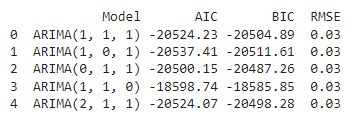 Model AIC BIC RMSE
0 ARIMA(1, 1, 1) -20524.23 -20504.89 0.03
1 ARIMA(1, 0, 1) -20537.41 -20511.61 0.03
2 ARIMA(0, 1, 1) -20500.15 -20487.26 0.03
3 ARIMA(1, 1, 0) -18598.74 -18585.85 0.03
4 ARIMA(2, 1, 1) -20524.07 -20498.28 0.03